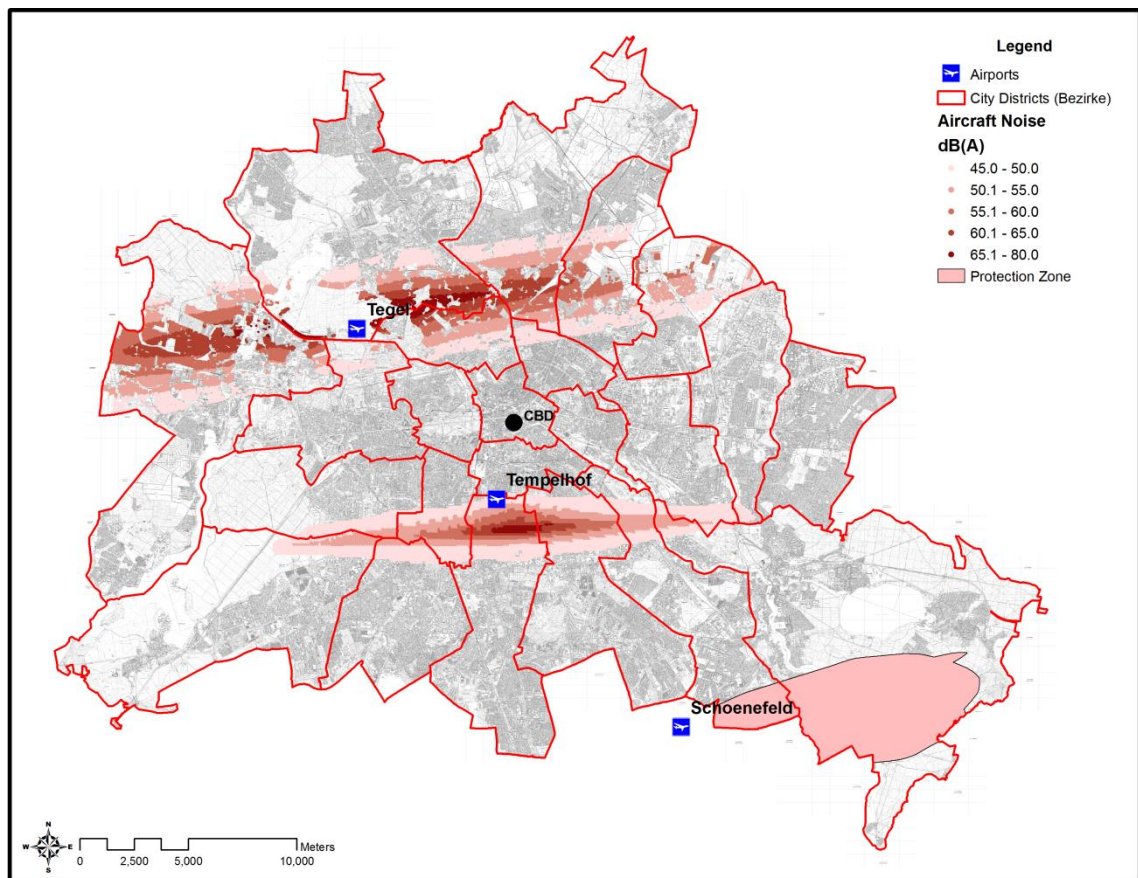 Legend
Airports
City Districts (Bezirke)
Aircraft Noise
dB(A)
45.0 - 50.0
50.1 - 55.0
55.1 - 60.0
60.1 - 65.0
65.1 - 80.0
Protection Zone
Tegel
CBD
Tempelhof
Schoenefeld
N
W E
S
Meters
0 2,500 5,000 10,000